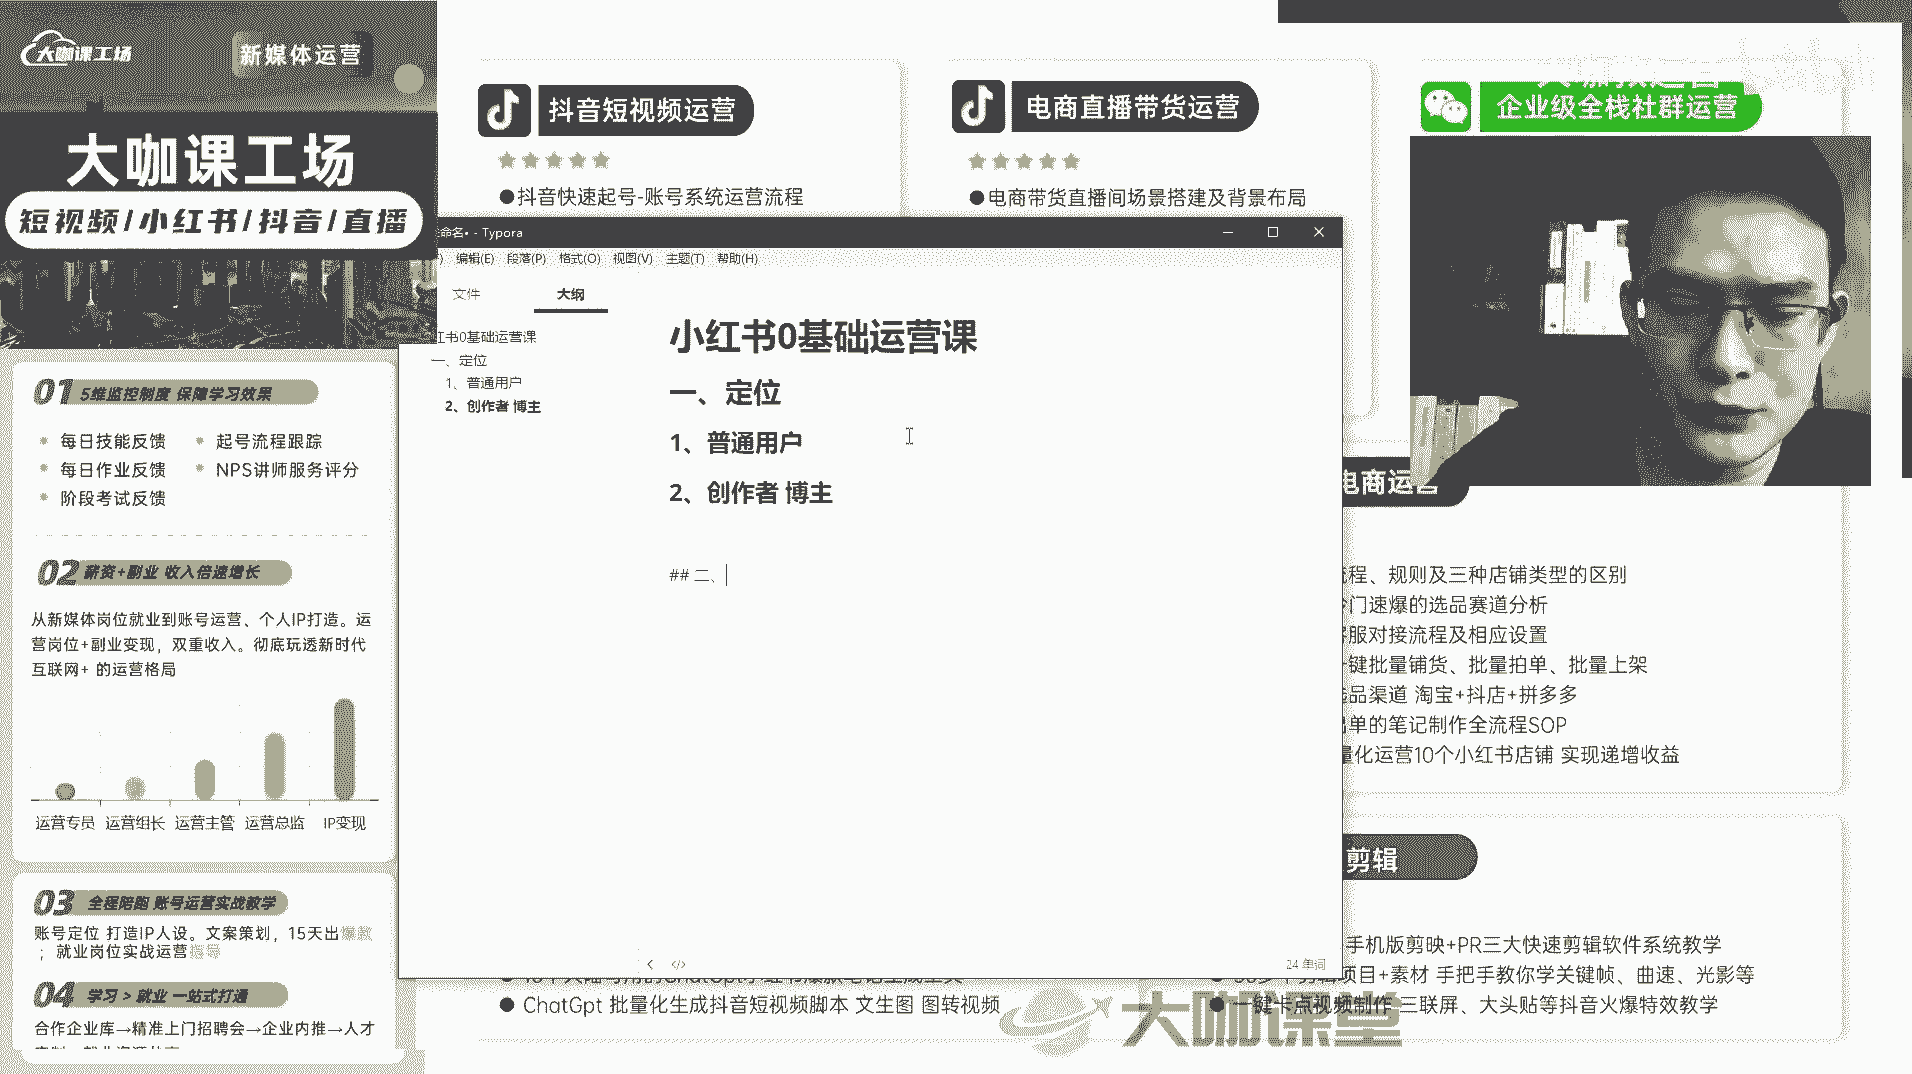 大咖课工场
新媒体运营
大咖课工场
短视频/小红书/抖音/直播
01 5维监控制度 保障学习效果
每日技能反馈
起号流程跟踪
每日作业反馈
NPS讲师服务评分
阶段考试反馈
02 薪资+副业 收入倍速增长
从新媒体岗位就业到账号运营、个人IP打造。运
营岗位+副业变现，双重收入。彻底玩透新时代
互联网+ 的运营格局
运营专员 运营组长 运营主管 运营总监 IP变现
03 全程陪跑 账号运营实战教学
账号定位 打造IP人设。文案策划，15天出爆款
；就业岗位实战运营指导
04 学习 > 就业 一站式打通
合作企业库→精准上门招聘会→企业内推→人才
抖音短视频运营
●抖音快速起号-账号系统运营流程
电商直播带货运营
●电商带货直播间场景搭建及背景布局
企业级全栈社群运营
命名• - Typora
编辑(E) 段落(P) 格式(O) 视图(V) 主题(T) 帮助(H)
文件 大纲
红书0基础运营课
一、定位
1、普通用户
2、创作者 博主
小红书0基础运营课
一、定位
1、普通用户
2、创作者 博主
## 二、
</> 24 单词
电商运营
流程、规则及三种店铺类型的区别
冷门速爆的选品赛道分析
客服对接流程及相应设置
一键批量铺货、批量拍单、批量上架
选品渠道 淘宝+抖店+拼多多
出单的笔记制作全流程SOP
量化运营10个小红书店铺 实现递增收益
剪辑
手机版剪映+PR三大快速剪辑软件系统教学
项目+素材 手把手教你学关键帧、曲速、光影等
●一键卡点视频制作 三联屏、大头贴等抖音火爆特效教学
● ChatGpt 批量化生成抖音短视频脚本 文生图 图转视频
大咖课堂